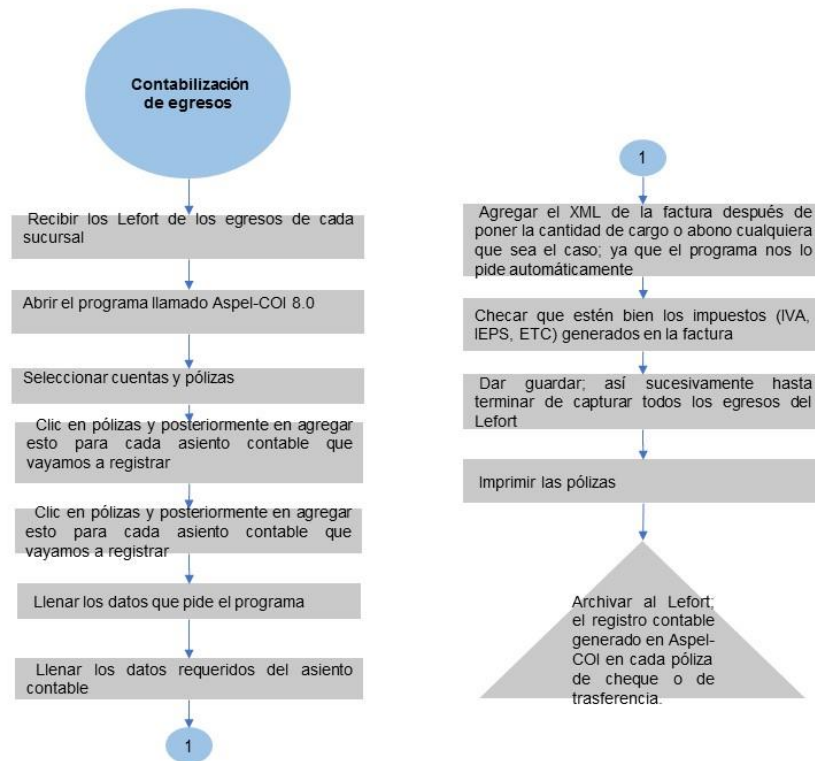 Contabilización
de egresos
Recibir los Lefort de los egresos de cada
sucursal
Abrir el programa llamado Aspel-COI 8.0
Seleccionar cuentas y pólizas
Clic en pólizas y posteriormente en agregar
esto para cada asiento contable que
vayamos a registrar
Clic en pólizas y posteriormente en agregar
esto para cada asiento contable que
vayamos a registrar
Llenar los datos que pide el programa
Llenar los datos requeridos del asiento
contable
1
1
Agregar el XML de la factura después de
poner la cantidad de cargo o abono cualquiera
que sea el caso; ya que el programa nos lo
pide automáticamente
Checar que estén bien los impuestos (IVA,
IEPS, ETC) generados en la factura
Dar guardar; así sucesivamente hasta
terminar de capturar todos los egresos del
Lefort
Imprimir las pólizas
Archivar al Lefort;
el registro contable
generado en Aspel-
COI en cada póliza
de cheque o de
trasferencia.